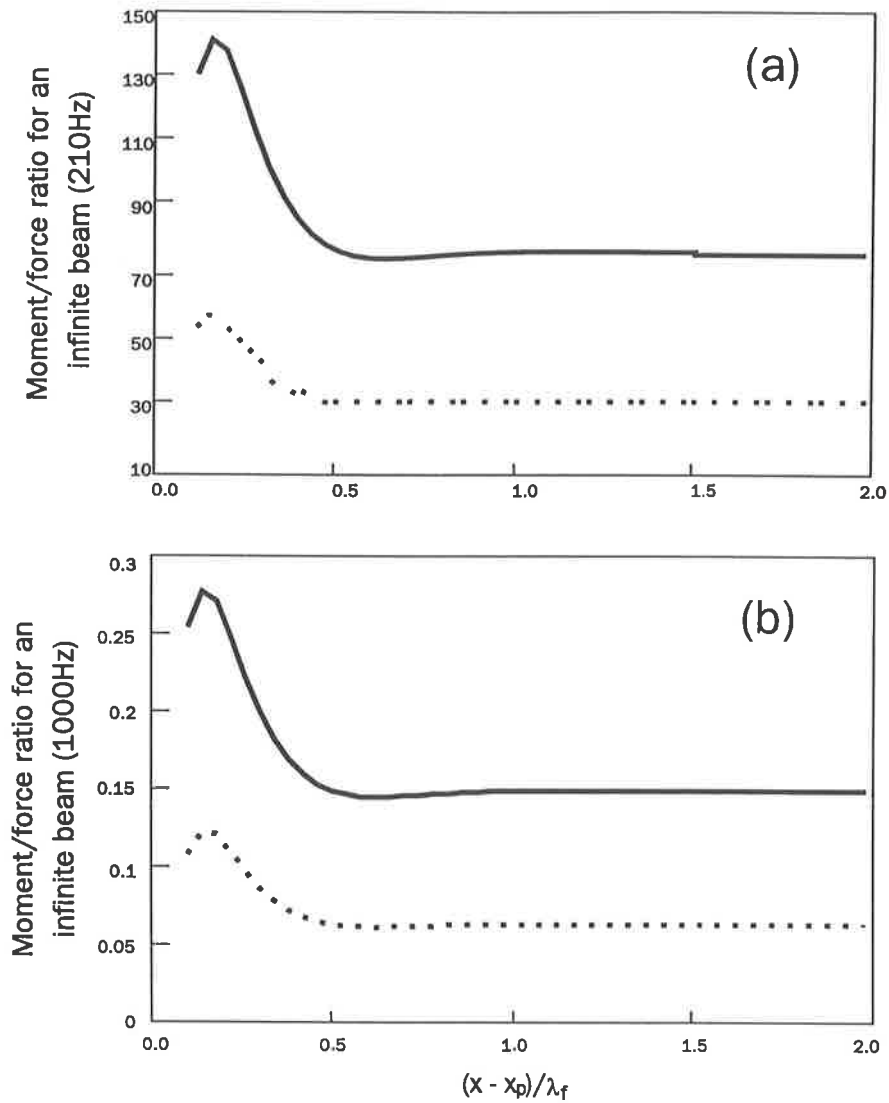 Moment/force ratio for an
infinite beam (210Hz)
150
130
110
90
70
50
30
10
(a)
0.0 0.5 1.0 1.5 2.0
Moment/force ratio for an
infinite beam (1000Hz)
0.3
0.25
0.2
0.15
0.1
0.05
0
(b)
0.0 0.5 1.0 1.5 2.0
(x - xp)/λf